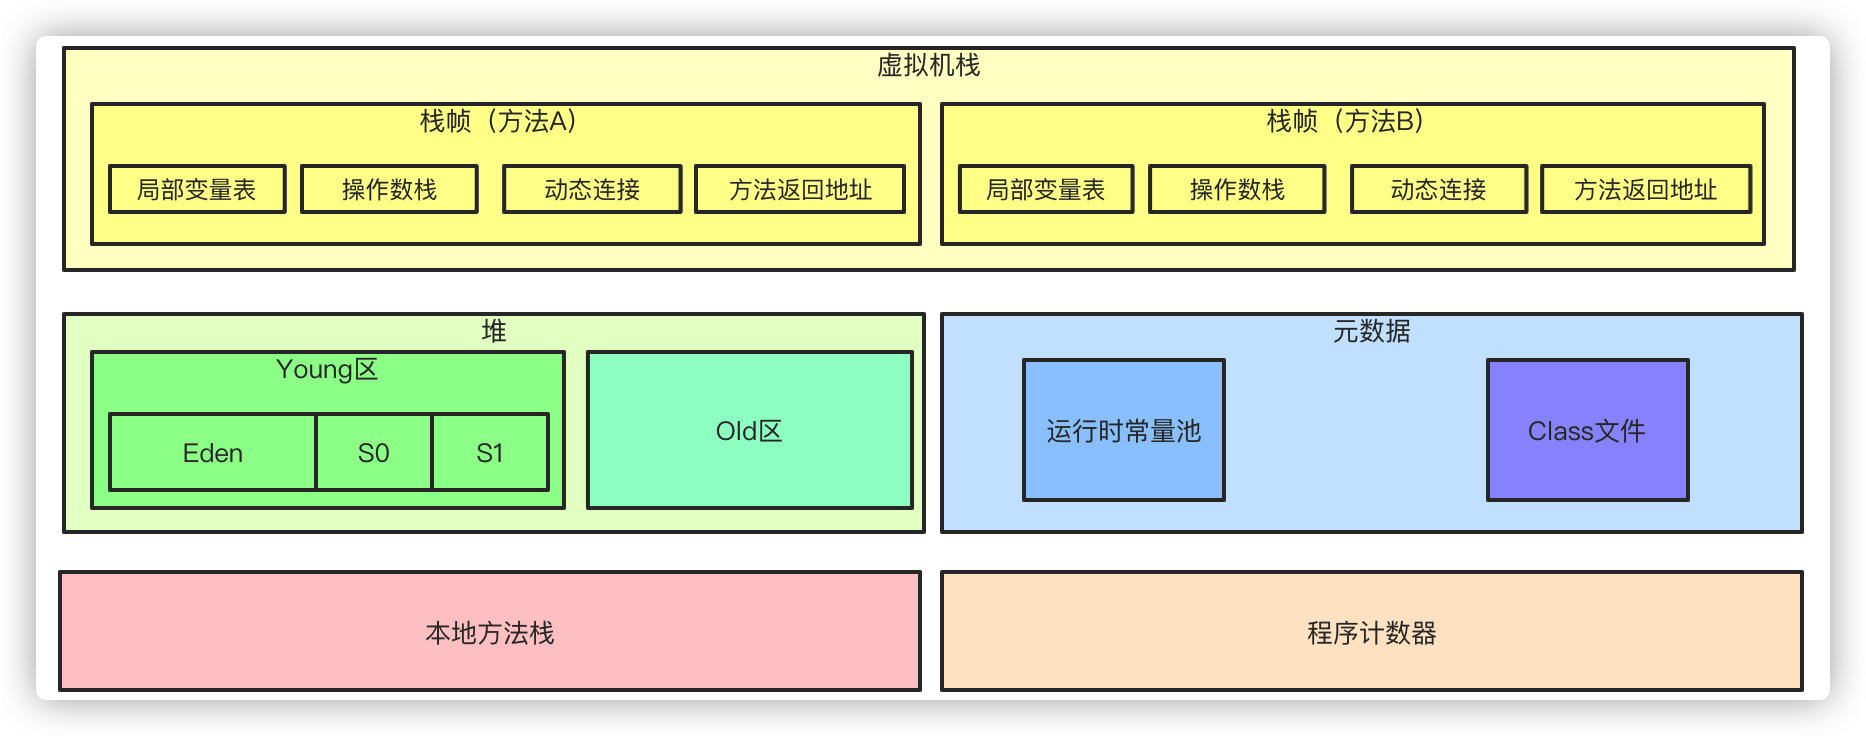 虚拟机栈
栈帧（方法A）
局部变量表
操作数栈
动态连接
方法返回地址
栈帧（方法B）
局部变量表
操作数栈
动态连接
方法返回地址
堆
Young区
Eden
S0
S1
Old区
元数据
运行时常量池
Class文件
本地方法栈
程序计数器